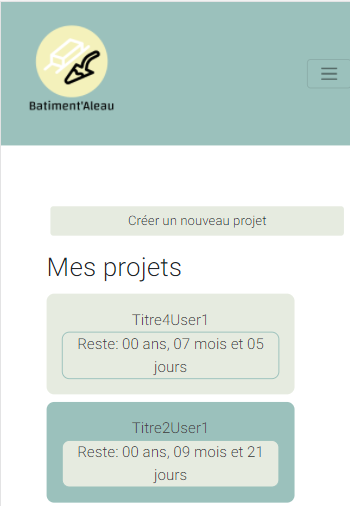 Batiment'Aleau
Créer un nouveau projet
Mes projets
Titre4User1
Reste: 00 ans, 07 mois et 05
jours
Titre2User1
Reste: 00 ans, 09 mois et 21
jours